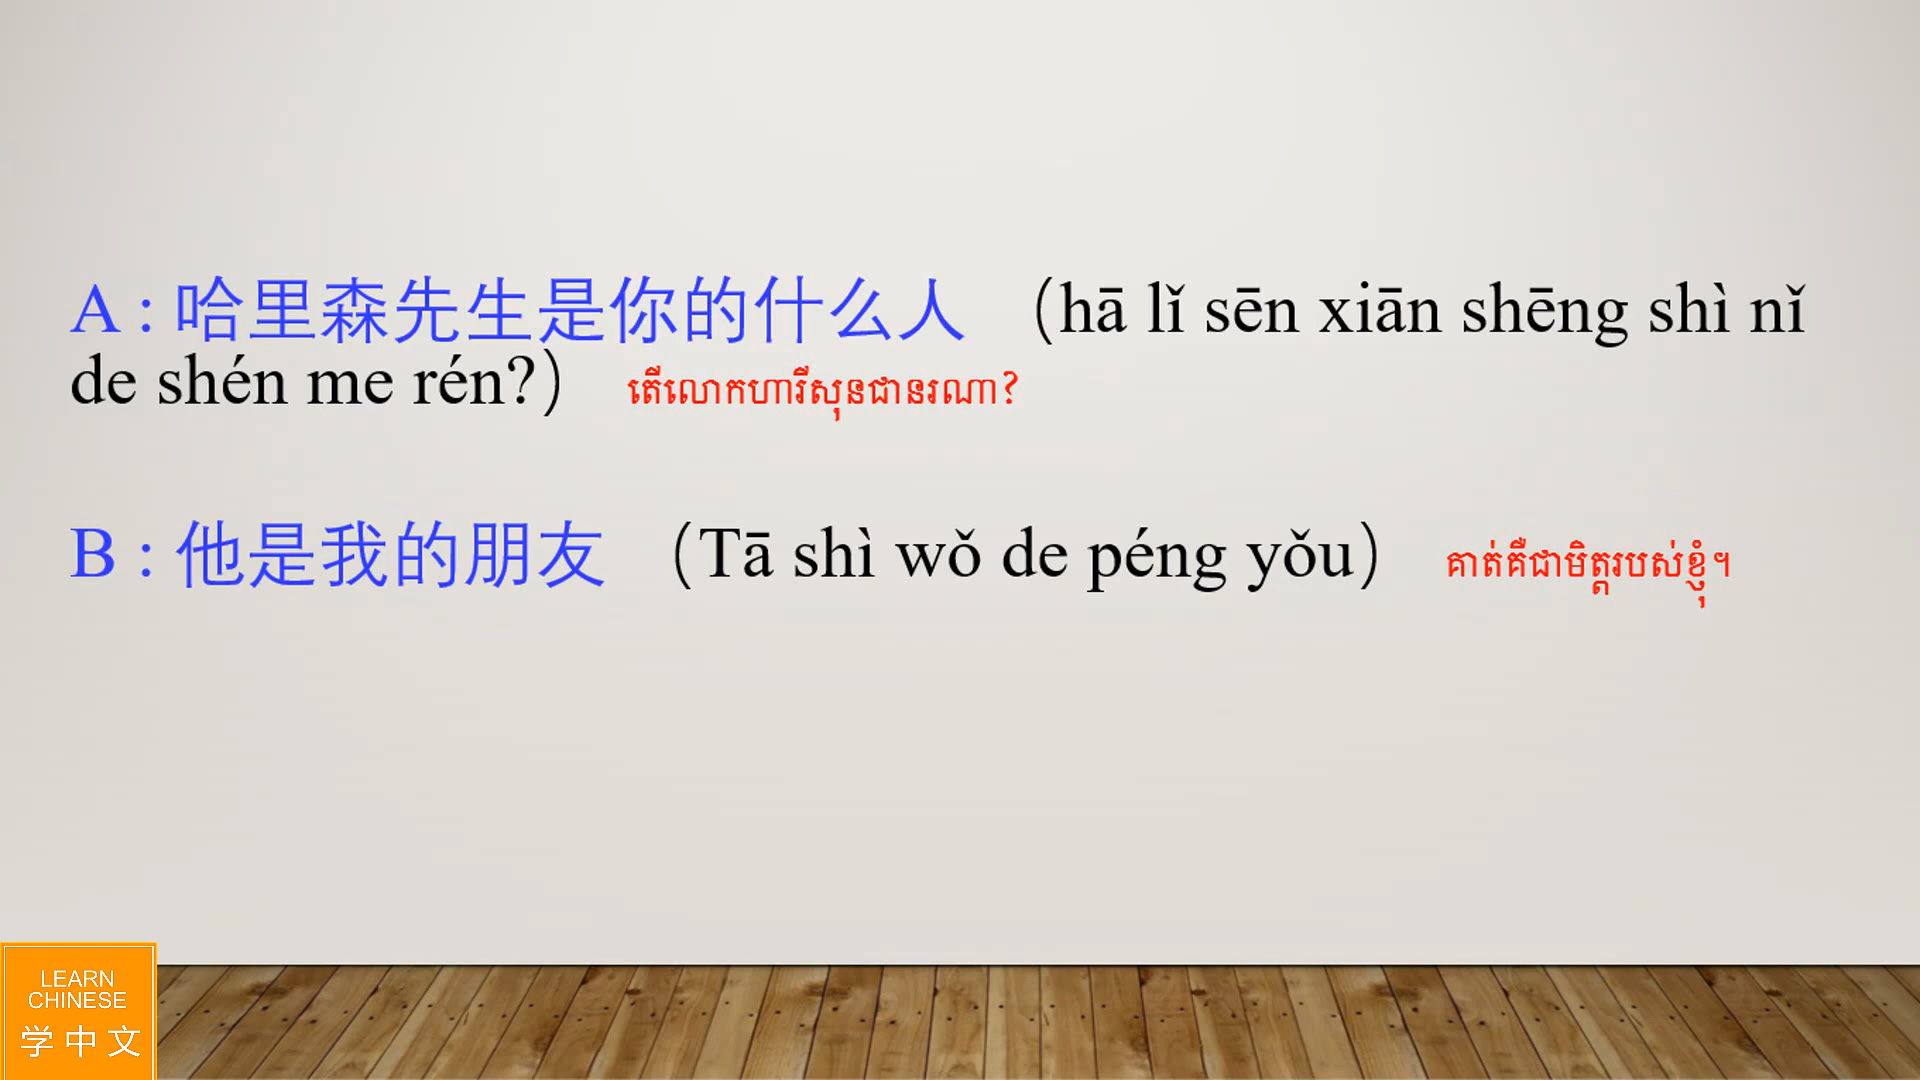 A : 哈里森先生是你的什么人 （hā lǐ sēn xiān shēng shì nǐ
de shén me rén?） តើលោកហារីសុនជានរណា?
B : 他是我的朋友 （Tā shì wǒ de péng yǒu） គាត់គឺជាមិត្តរបស់ខ្ញុំ។
LEARN
CHINESE
学中文